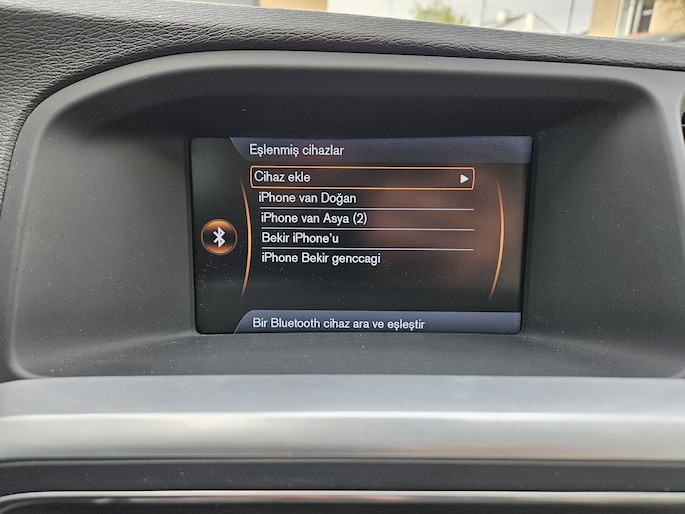 Eşlenmiş cihazlar
Cihaz ekle
iPhone van Doğan
iPhone van Asya (2)
Bekir iPhone'u
iPhone Bekir genccagi
Bir Bluetooth cihaz ara ve eşleştir